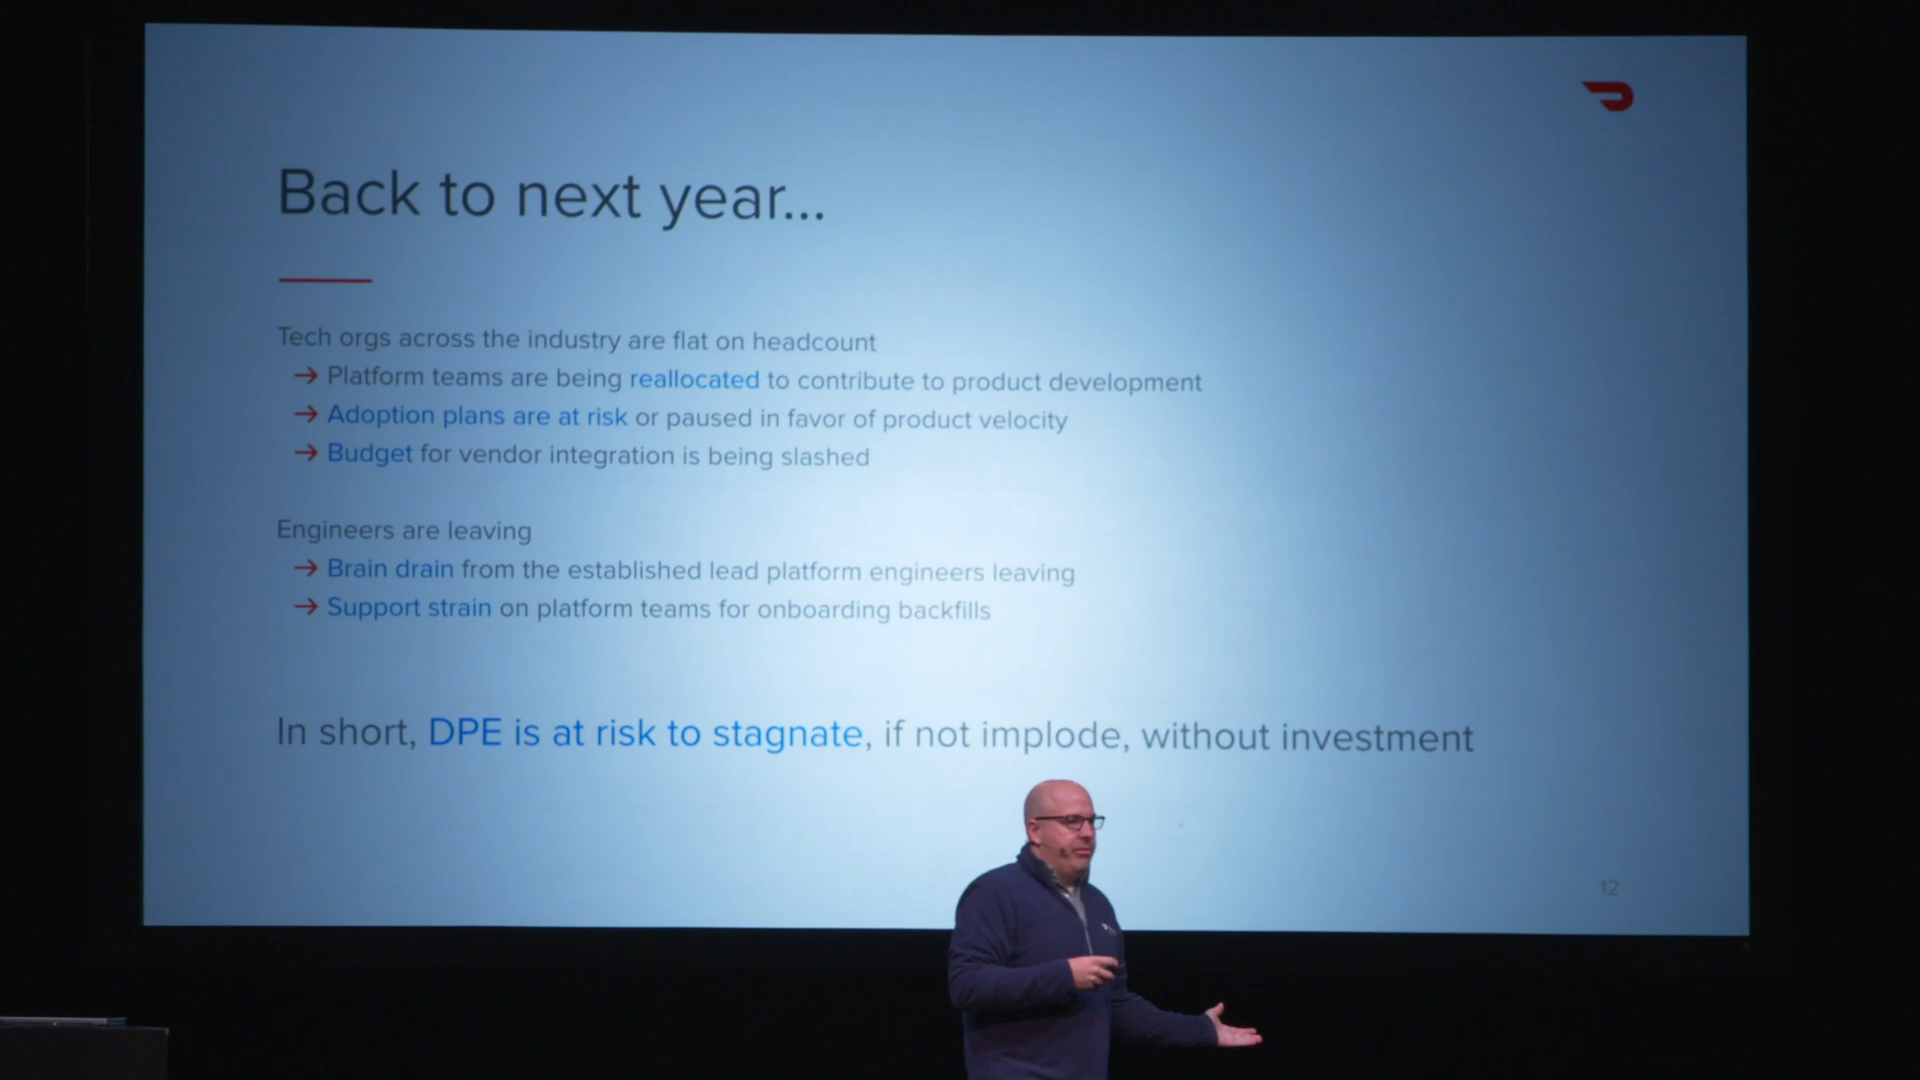 Back to next year...
Tech orgs across the industry are flat on headcount
→ Platform teams are being reallocated to contribute to product development
→ Adoption plans are at risk or paused in favor of product velocity
→ Budget for vendor integration is being slashed
Engineers are leaving
→ Brain drain from the established lead platform engineers leaving
→ Support strain on platform teams for onboarding backfills
In short, DPE is at risk to stagnate, if not implode, without investment
12